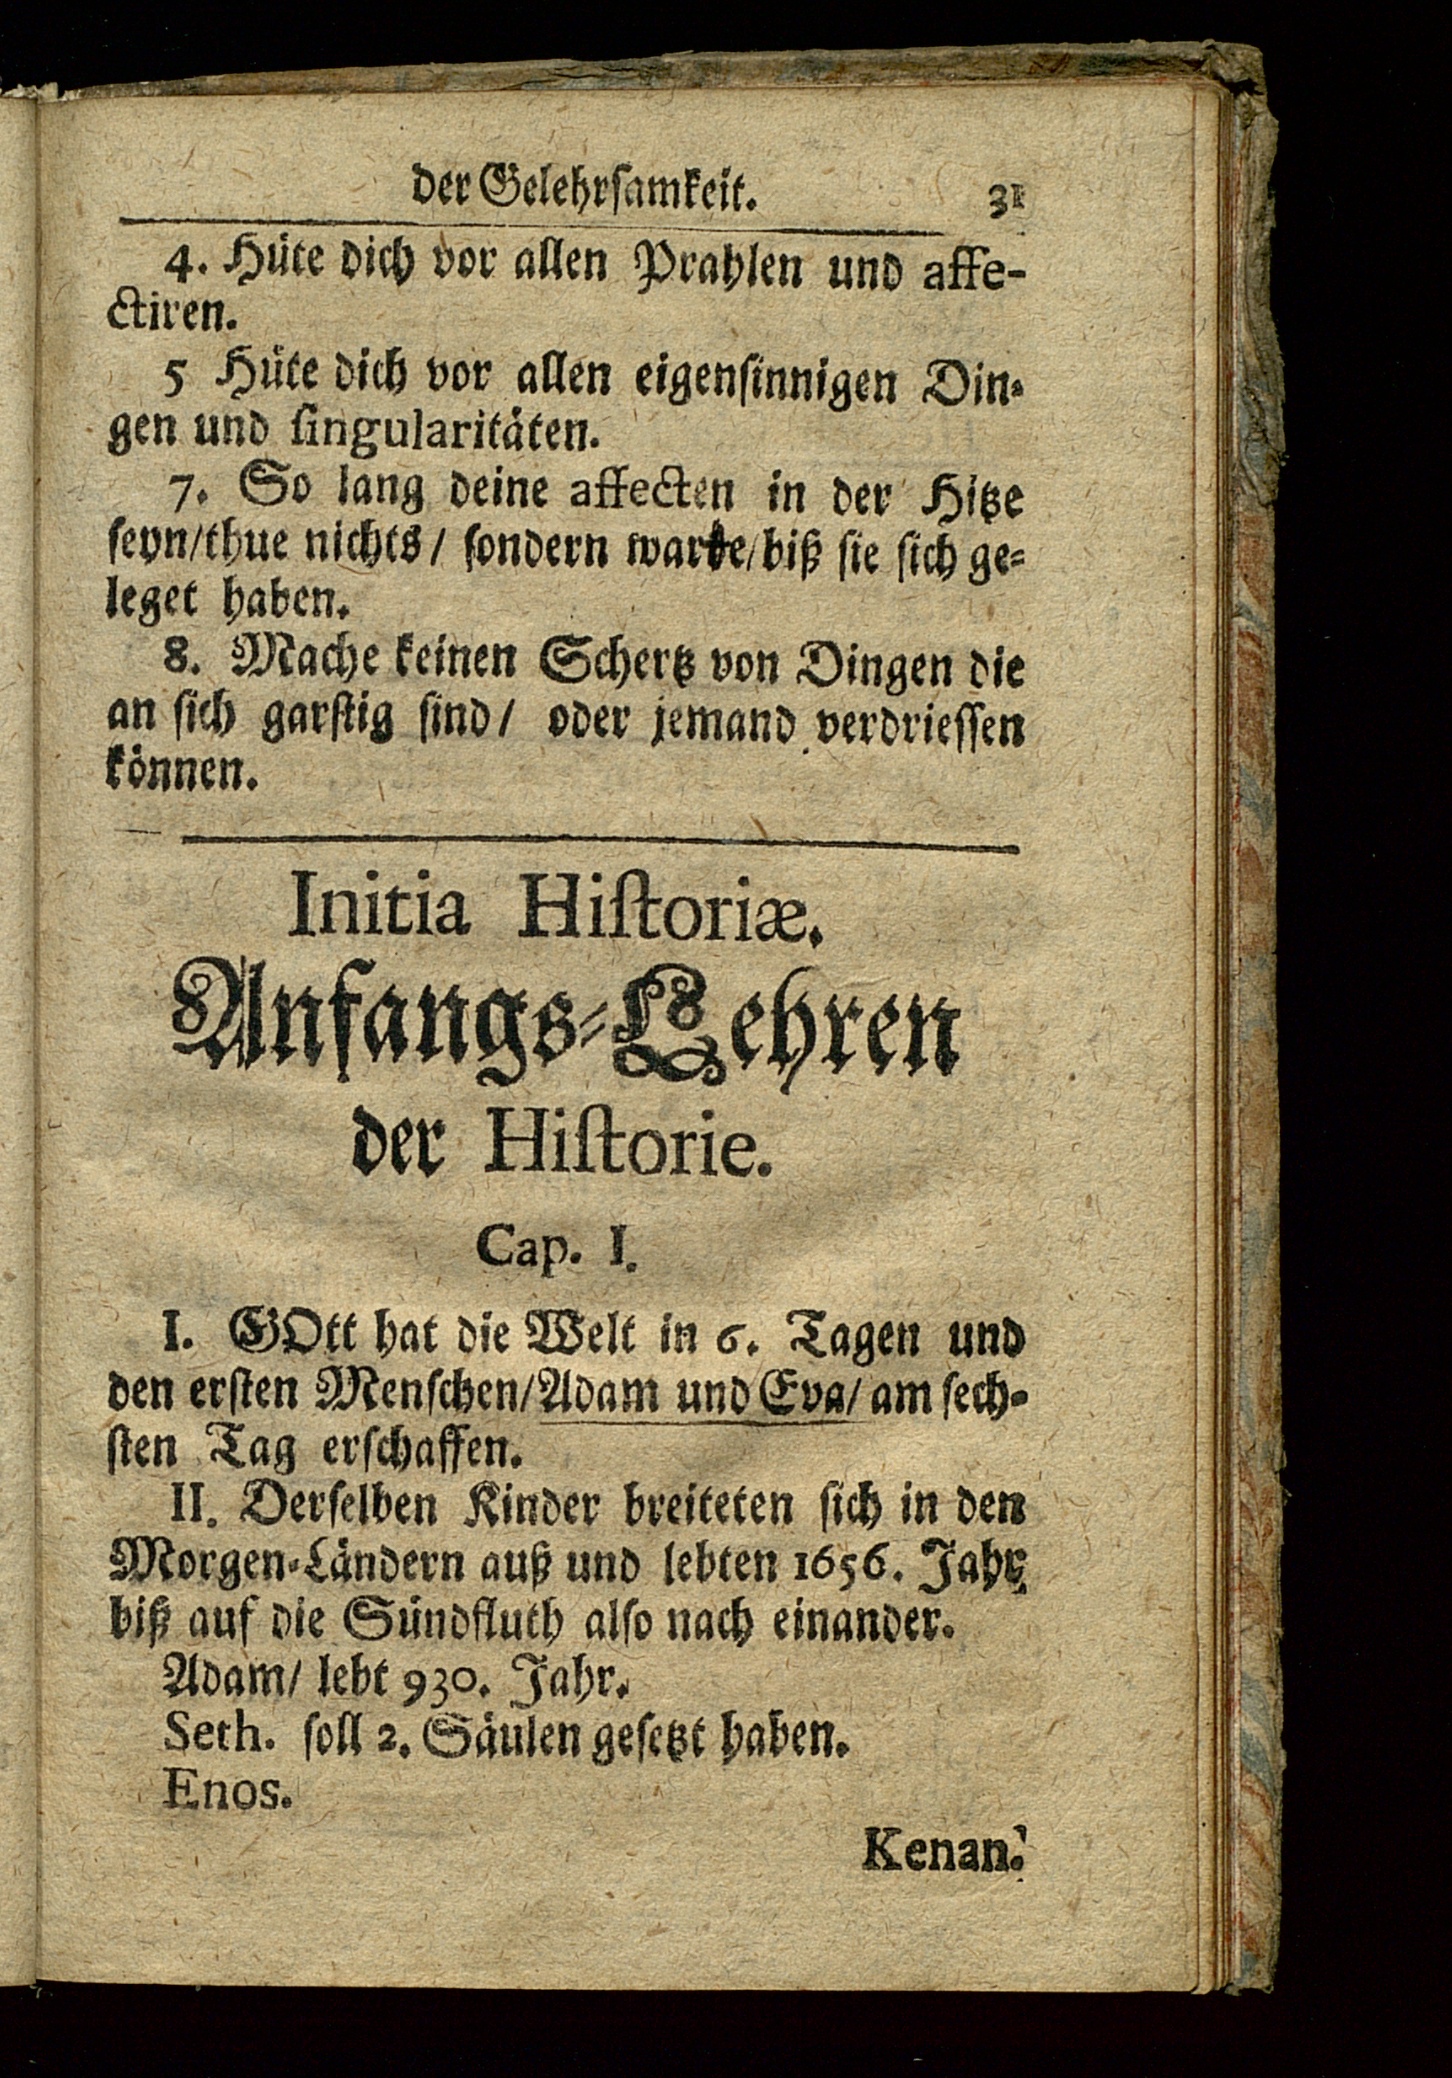 der Gelehrsamkeit. 31
4. Hüte dich vor allen Prahlen und affe-
ctiren.
5 Hüte dich vor allen eigensinnigen Din-
gen und singularitäten.
7. So lang deine affecten in der Hitze
seyn/thue nichts/ sondern warte/biß sie sich ge-
leget haben.
8. Mache keinen Schertz von Dingen die
an sich garstig sind/ oder jemand verdriessen
können.
Initia Historiæ.
Anfangs-Lehren
der Historie.
Cap. I.
I. GOtt hat die Welt in 6. Tagen und
den ersten Menschen/Adam und Eva/ am sech-
sten Tag erschaffen.
II. Derselben Kinder breiteten sich in den
Morgen-Ländern auß und lebten 1656. Jahr
biß auf die Sündfluth also nach einander.
Adam/ lebt 930. Jahr.
Seth. soll 2. Säulen gesetzt haben.
Enos.
Kenan.